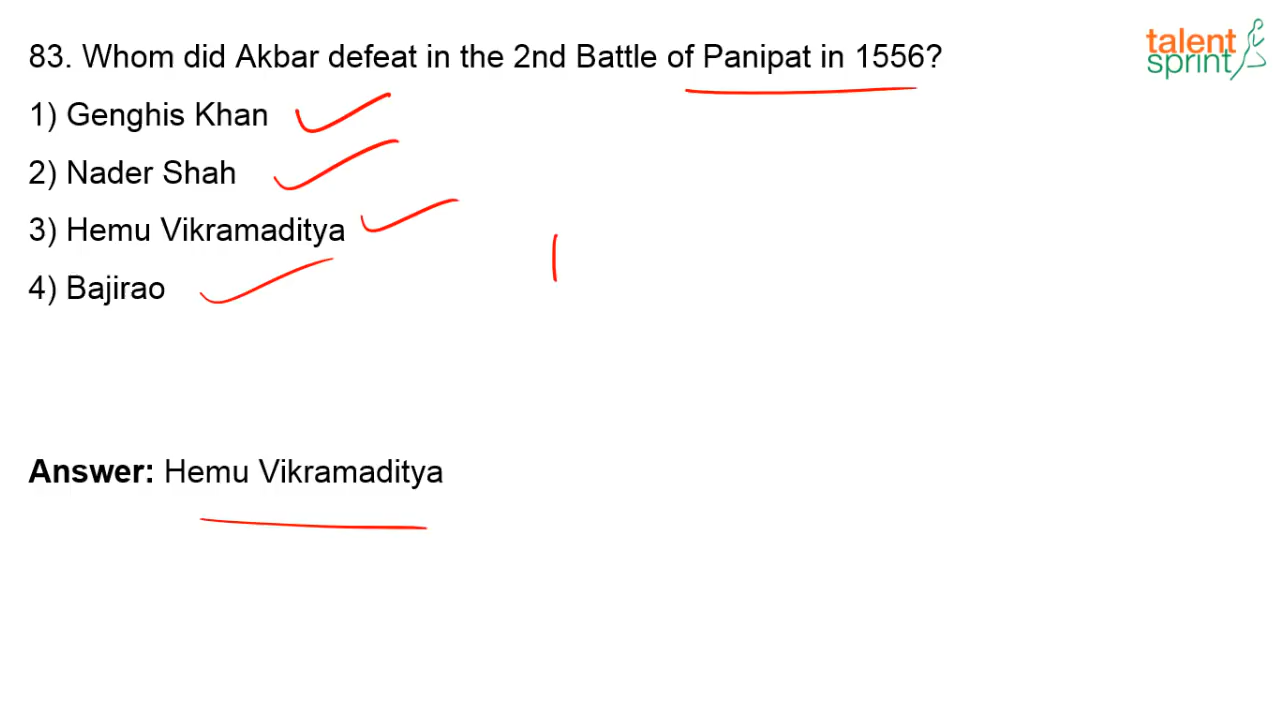 83. Whom did Akbar defeat in the 2nd Battle of Panipat in 1556?
talent
sprint
1) Genghis Khan
2) Nader Shah
3) Hemu Vikramaditya
4) Bajirao
Answer: Hemu Vikramaditya